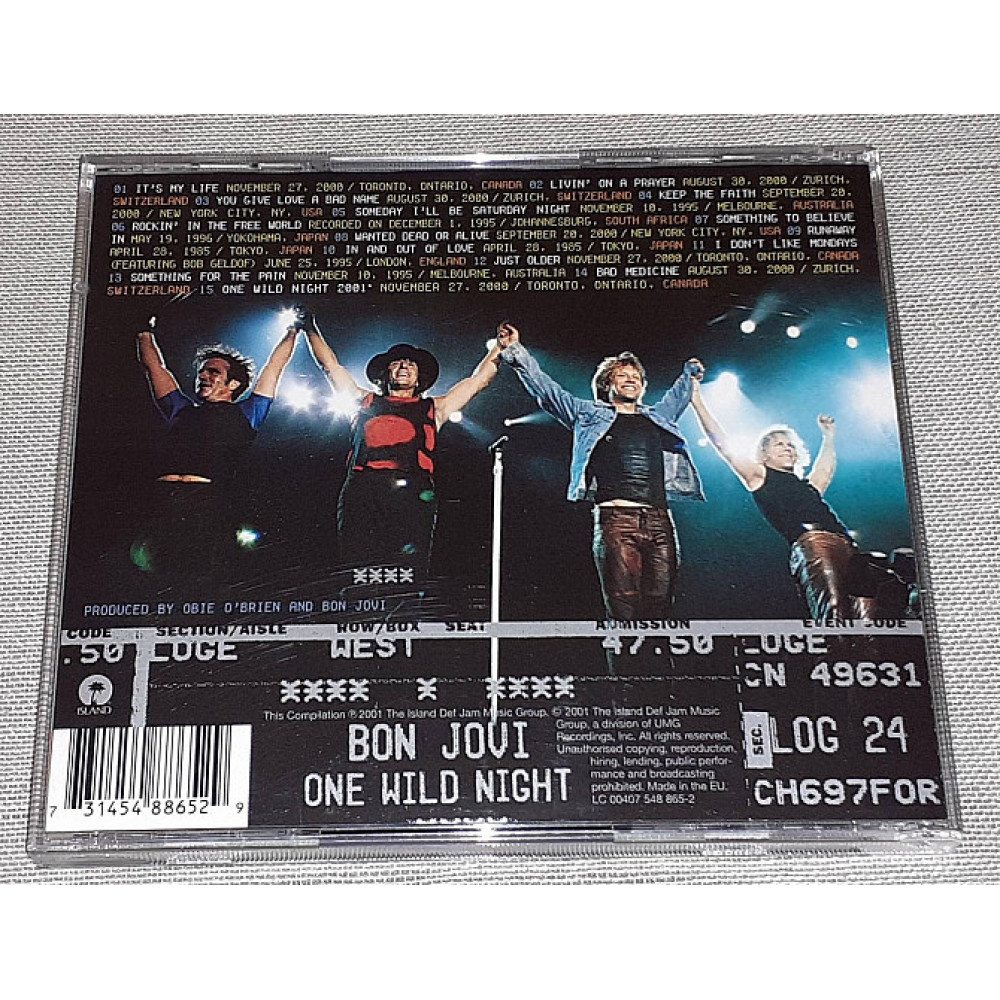 01 IT'S MY LIFE NOVEMBER 27, 2000 / TORONTO, ONTARIO, CANADA 02 LIVIN' ON A PRAYER AUGUST 30, 2000 / ZURICH,
SWITZERLAND 03 YOU GIVE LOVE A BAD NAME AUGUST 30, 2000 / ZURICH, SWITZERLAND 04 KEEP THE FAITH SEPTEMBER 20,
2000 / NEW YORK CITY, NY, USA 05 SOMEDAY I'LL BE SATURDAY NIGHT NOVEMBER 10, 1995 / MELBOURNE, AUSTRALIA
06 ROCKIN' IN THE FREE WORLD RECORDED ON DECEMBER 1, 1995 / JOHANNESBURG, SOUTH AFRICA 07 SOMETHING TO BELIEVE
IN MAY 19, 1996 / YOKOHAMA, JAPAN 08 WANTED DEAD OR ALIVE SEPTEMBER 20, 2000 / NEW YORK CITY, NY, USA 09 RUNAWAY
APRIL 28, 1985 / TOKYO, JAPAN 10 IN AND OUT OF LOVE APRIL 28, 1985 / TOKYO, JAPAN 11 I DON'T LIKE MONDAYS
(FEATURING BOB GELDOF) JUNE 25, 1995 / LONDON, ENGLAND 12 JUST OLDER NOVEMBER 27, 2000 / TORONTO, ONTARIO, CANADA
13 SOMETHING FOR THE PAIN NOVEMBER 10, 1995 / MELBOURNE, AUSTRALIA 14 BAD MEDICINE AUGUST 30, 2000 / ZURICH,
SWITZERLAND 15 ONE WILD NIGHT 2001* NOVEMBER 27, 2000 / TORONTO, ONTARIO, CANADA
PRODUCED BY OBIE O'BRIEN AND BON JOVI
CODE SECTION/AISLE ROW/BOX SEAT ADMISSION EVENT CODE
.50 LOGE WEST 47.50 LOGE
CN 49631
ISLAND
This Compilation ℗ 2001 The Island Def Jam Music Group. © 2001 The Island Def Jam Music
Group, a division of UMG
Recordings, Inc. All rights reserved.
Unauthorised copying, reproduction,
hiring, lending, public perfor-
mance and broadcasting
prohibited. Made in the EU.
LC 00407 548 865-2
BON JOVI
ONE WILD NIGHT
SEC. LOG 24
CH697FOR
7 31454 88652 9